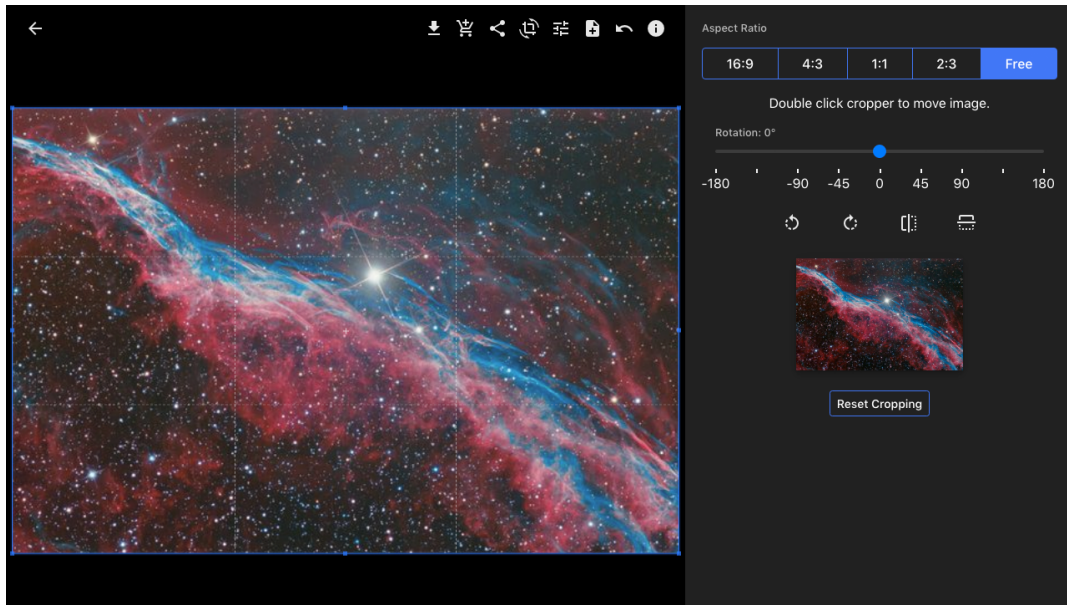 Aspect Ratio
16:9 4:3 1:1 2:3 Free
Double click cropper to move image.
Rotation: 0°
-180 -90 -45 0 45 90 180
Reset Cropping